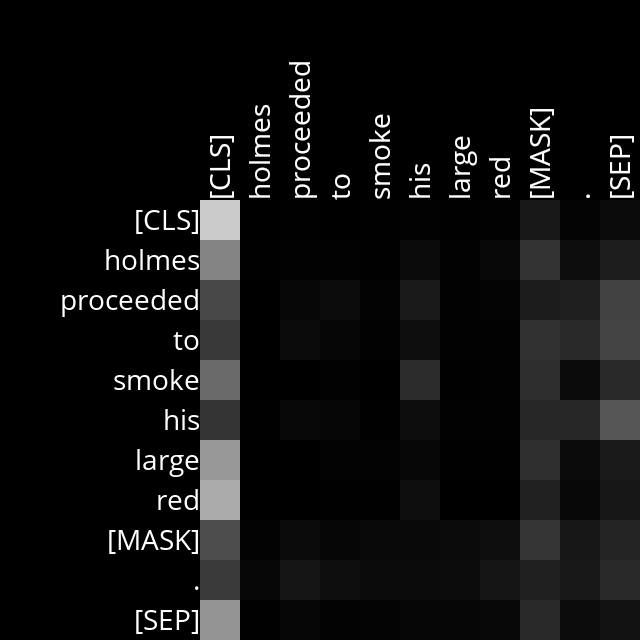 [CLS]
holmes
proceeded
to
smoke
his
large
red
[MASK]
.
[SEP]
[CLS]
holmes
proceeded
to
smoke
his
large
red
[MASK]
.
[SEP]